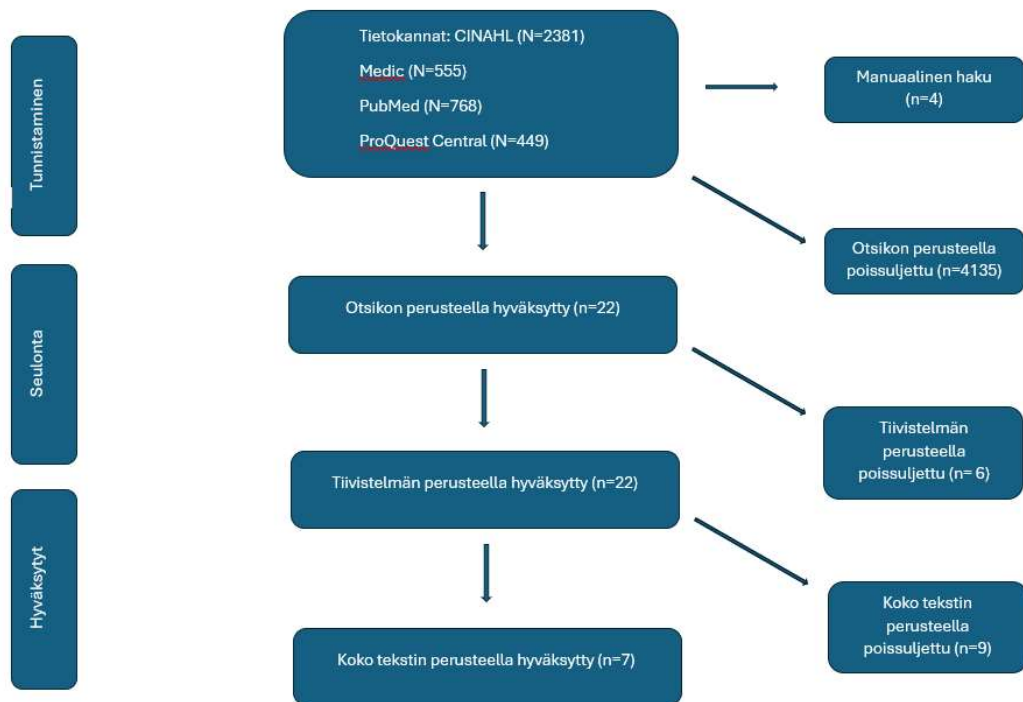 Tunnistaminen
Tietokannat: CINAHL (N=2381)
Medic (N=555)
PubMed (N=768)
ProQuest Central (N=449)
Manuaalinen haku
(n=4)
Otsikon perusteella
poissuljettu (n=4135)
Seulonta
Otsikon perusteella hyväksytty (n=22)
Tiivistelmän
perusteella
poissuljettu (n= 6)
Tiivistelmän perusteella hyväksytty (n=22)
Hyväksytyt
Koko tekstin
perusteella
poissuljettu (n=9)
Koko tekstin perusteella hyväksytty (n=7)